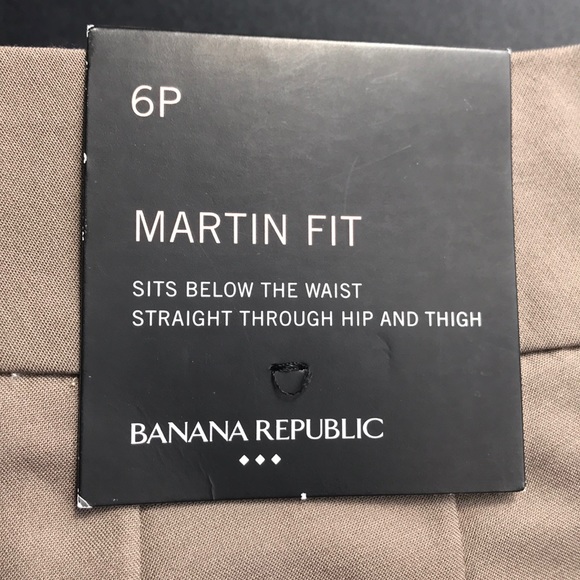 6P
MARTIN FIT
SITS BELOW THE WAIST
STRAIGHT THROUGH HIP AND THIGH
BANANA REPUBLIC